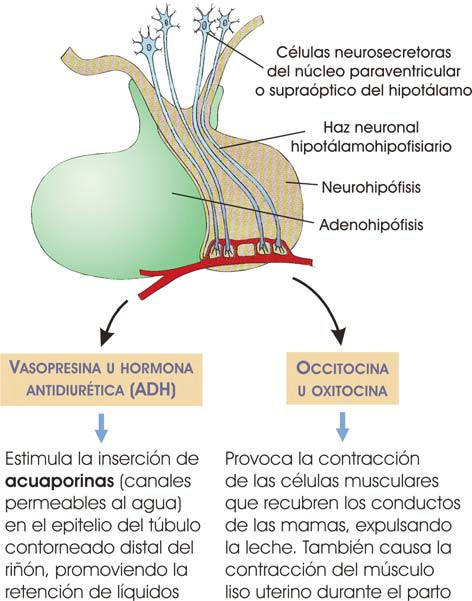 Células neurosecretoras
del núcleo paraventricular
o supraóptico del hipotálamo
Haz neuronal
hipotálamohipofisiario
Neurohipófisis
Adenohipófisis
VASOPRESINA U HORMONA
ANTIDIURÉTICA (ADH)
Estimula la inserción de
acuaporinas (canales
permeables al agua)
en el epitelio del túbulo
contorneado distal del
riñón, promoviendo la
retención de líquidos
OCCITOCINA
U OXITOCINA
Provoca la contracción
de las células musculares
que recubren los conductos
de las mamas, expulsando
la leche. También causa la
contracción del músculo
liso uterino durante el parto